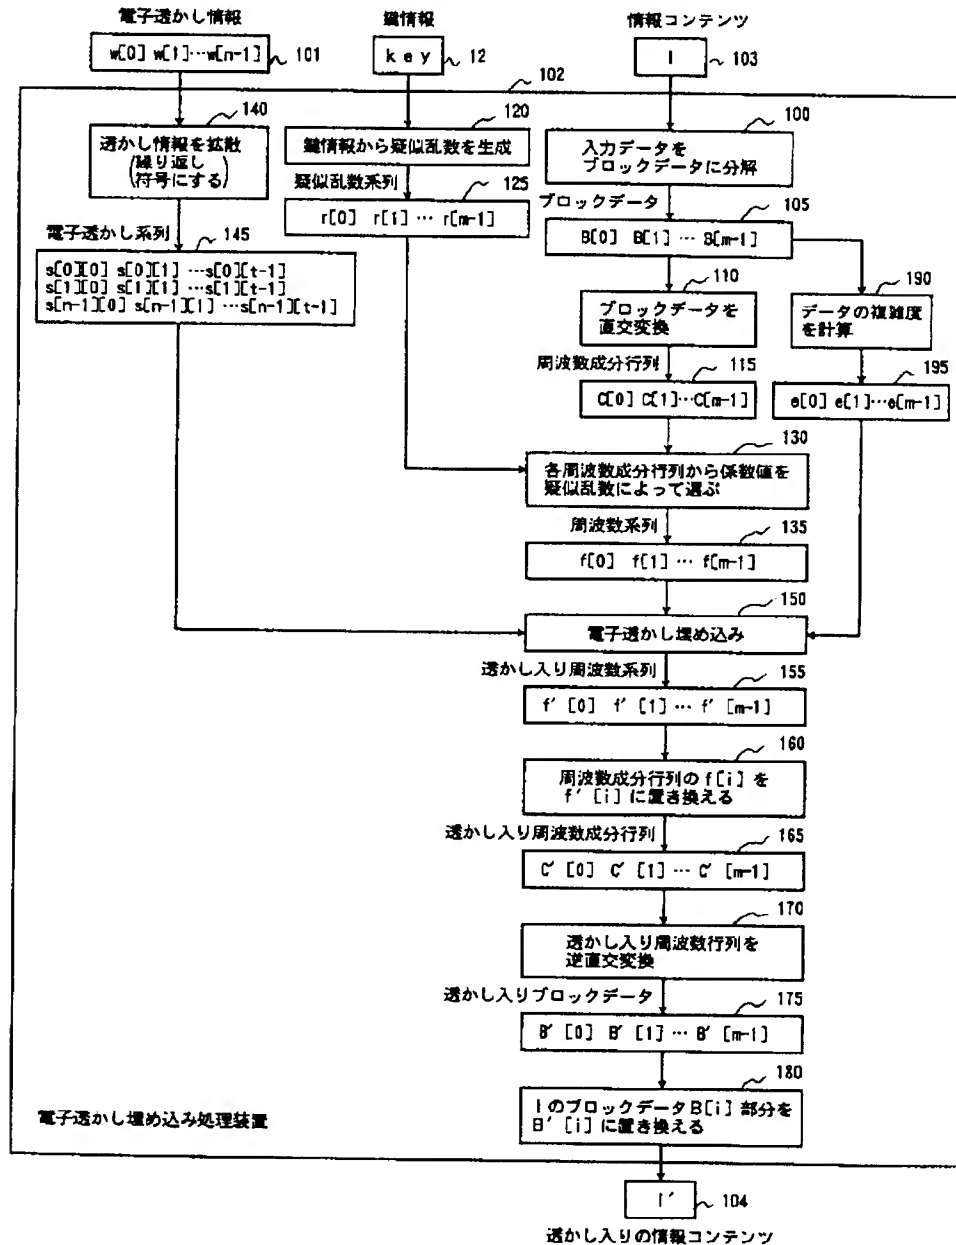 電子透かし情報
w[0] w[1]…w[n-1]
101
鍵情報
key
12
情報コンテンツ
I
103
102
140
透かし情報を拡散
(繰り返し
符号にする)
電子透かし系列
145
s[0][0] s[0][1] …s[0][t-1]
s[1][0] s[1][1] …s[1][t-1]
s[n-1][0] s[n-1][1] …s[n-1][t-1]
120
鍵情報から疑似乱数を生成
疑似乱数系列
125
r[0] r[1] … r[m-1]
100
入力データを
ブロックデータに分解
ブロックデータ
105
B[0] B[1] … B[m-1]
110
ブロックデータを
直交変換
190
データの複雑度
を計算
周波数成分行列
115
C[0] C[1]…C[m-1]
195
e[0] e[1]…e[m-1]
130
各周波数成分行列から係数値を
疑似乱数によって選ぶ
周波数系列
135
f[0] f[1] … f[m-1]
150
電子透かし埋め込み
透かし入り周波数系列
155
f' [0] f' [1] … f' [m-1]
160
周波数成分行列の f[i] を
f' [i] に置き換える
透かし入り周波数成分行列
165
C' [0] C' [1] … C' [m-1]
170
透かし入り周波数行列を
逆直交変換
透かし入りブロックデータ
175
B' [0] B' [1] … B' [m-1]
180
IのブロックデータB[i] 部分を
B' [i] に置き換える
電子透かし埋め込み処理装置
I'
104
透かし入りの情報コンテンツ